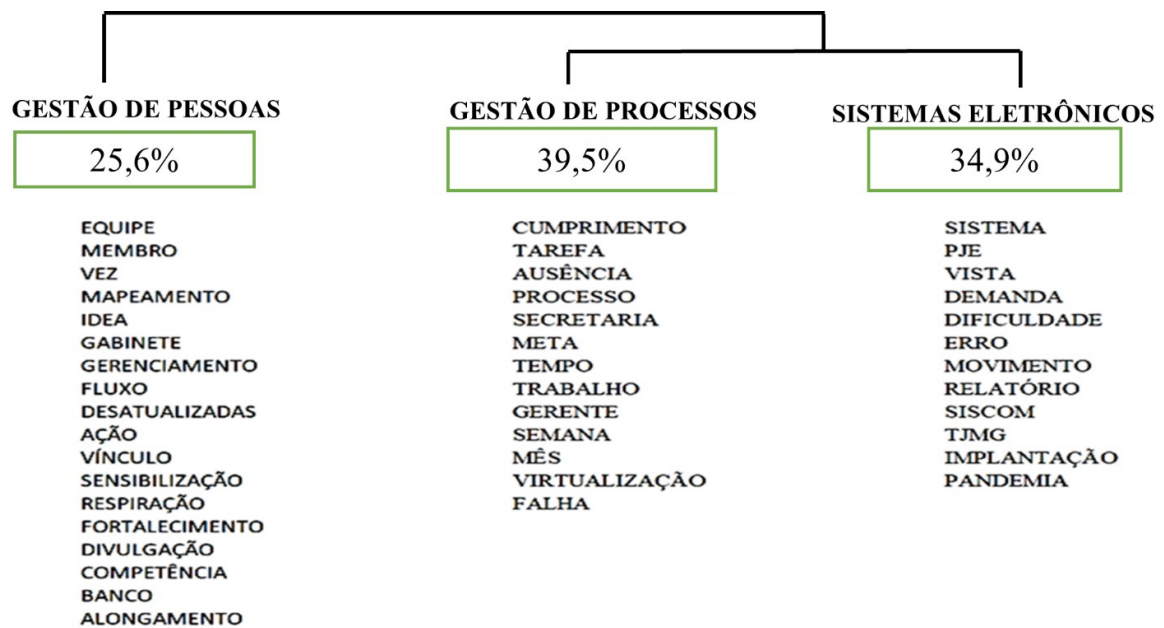 GESTÃO DE PESSOAS
25,6%
EQUIPE
MEMBRO
VEZ
MAPEAMENTO
IDEA
GABINETE
GERENCIAMENTO
FLUXO
DESATUALIZADAS
AÇÃO
VÍNCULO
SENSIBILIZAÇÃO
RESPIRAÇÃO
FORTALECIMENTO
DIVULGAÇÃO
COMPETÊNCIA
BANCO
ALONGAMENTO
GESTÃO DE PROCESSOS
39,5%
CUMPRIMENTO
TAREFA
AUSÊNCIA
PROCESSO
SECRETARIA
META
TEMPO
TRABALHO
GERENTE
SEMANA
MÊS
VIRTUALIZAÇÃO
FALHA
SISTEMAS ELETRÔNICOS
34,9%
SISTEMA
PJE
VISTA
DEMANDA
DIFICULDADE
ERRO
MOVIMENTO
RELATÓRIO
SISCOM
TJMG
IMPLANTAÇÃO
PANDEMIA